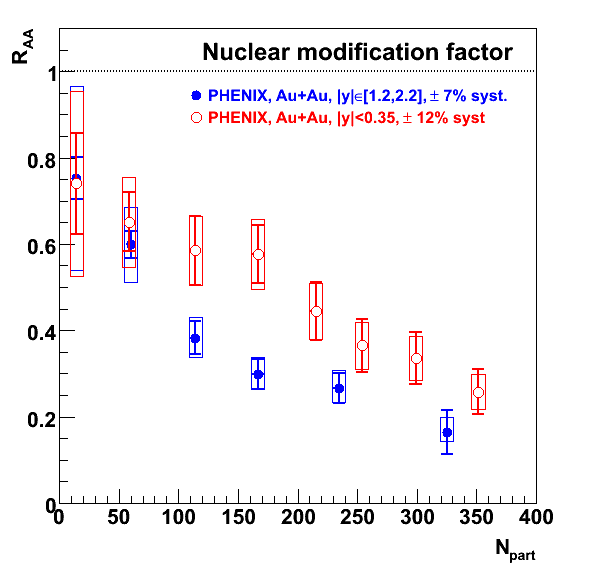 R_AA
Nuclear modification factor
PHENIX, Au+Au, |y|∈[1.2,2.2], ± 7% syst.
PHENIX, Au+Au, |y|<0.35, ± 12% syst
1
0.8
0.6
0.4
0.2
0
0 50 100 150 200 250 300 350 400
N_part